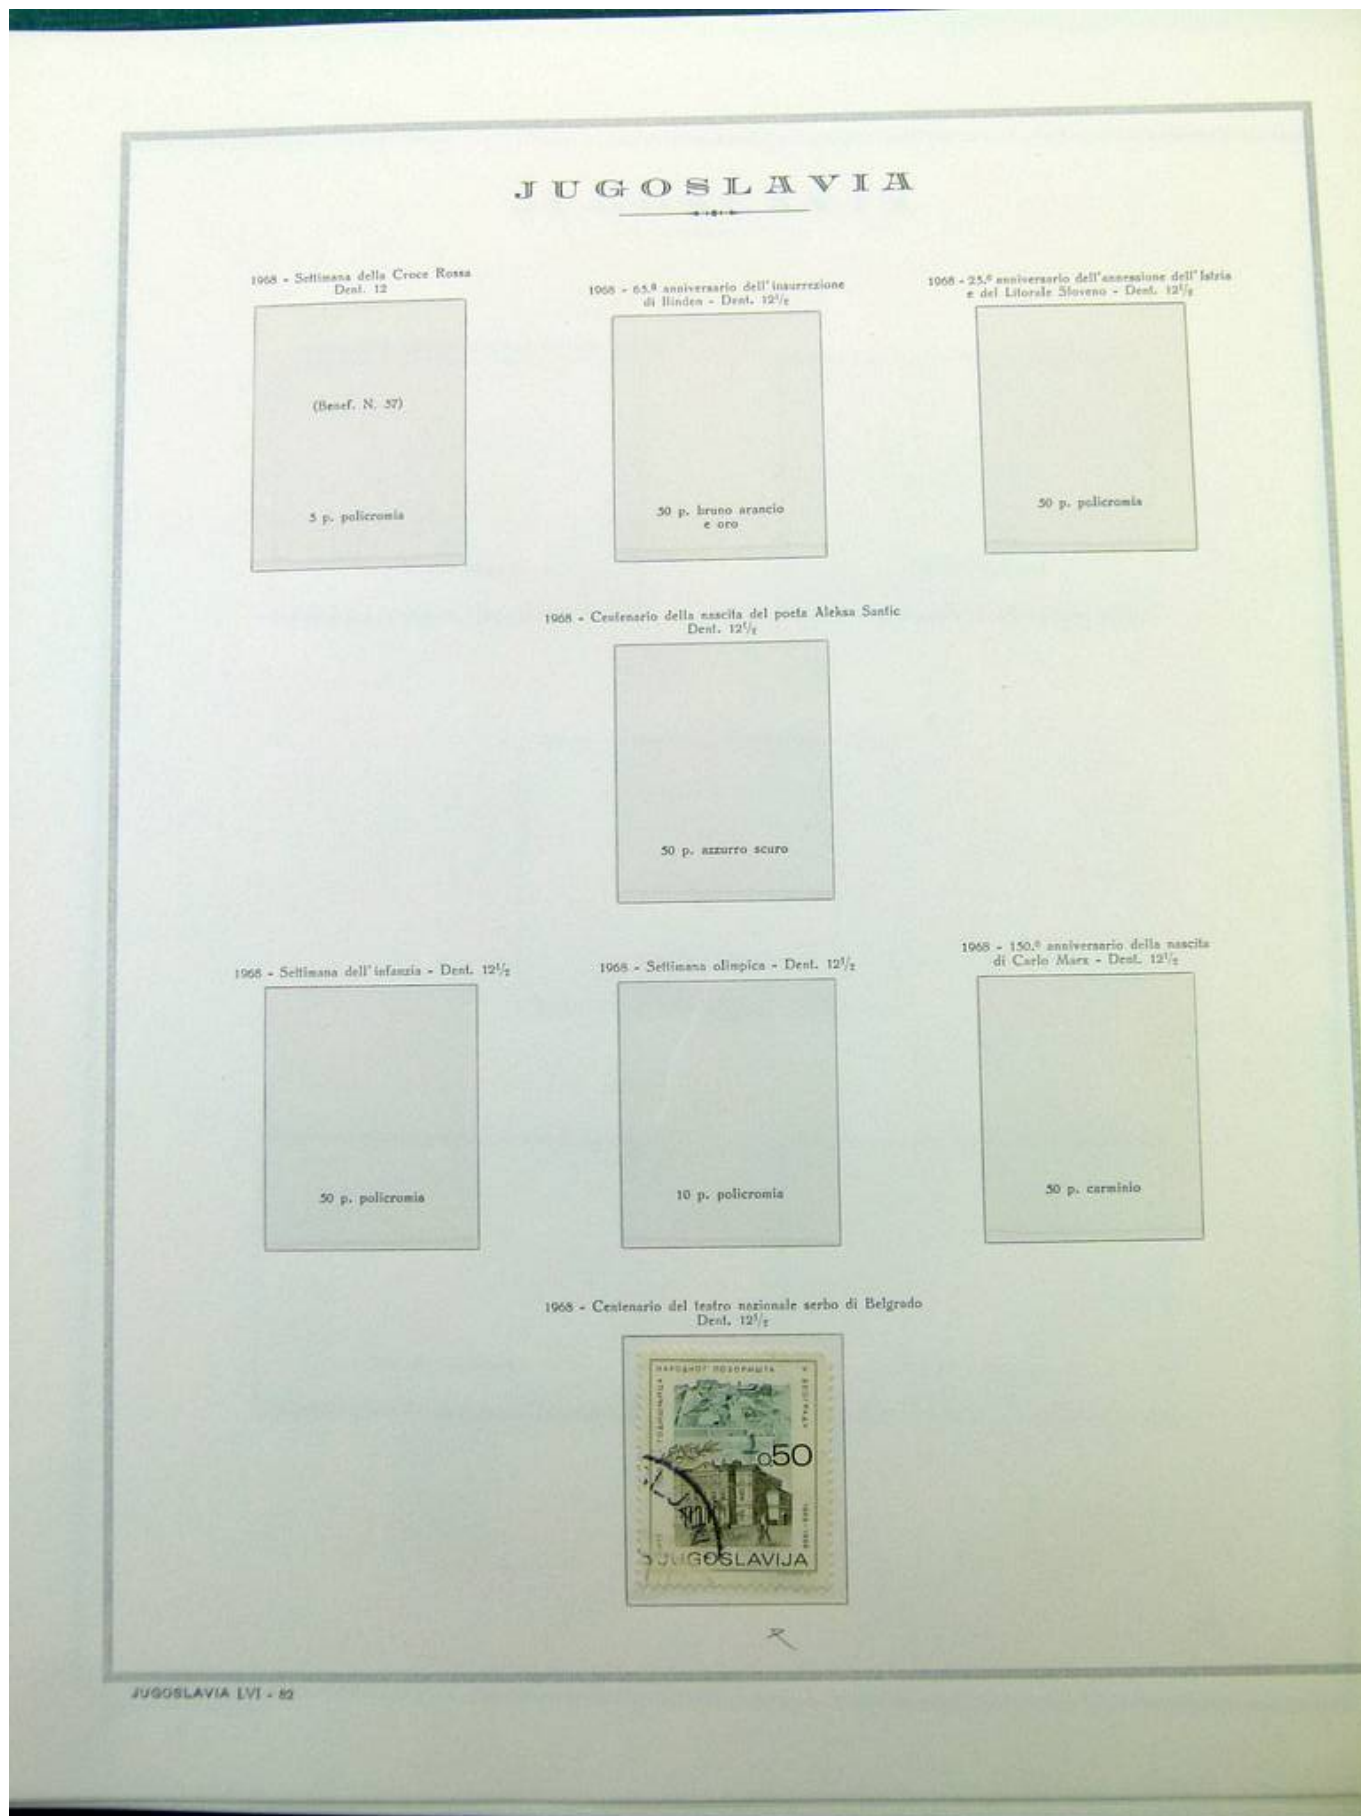 JUGOSLAVIA
1968 - Settimana della Croce Rossa
Dent. 12
(Benef. N. 37)
5 p. policromia
1968 - 65.º anniversario dell'insurrezione
di Ilinden - Dent. 12½
50 p. bruno arancio
e oro
1968 - 25.º anniversario dell'annessione dell'Istria
e del Litorale Sloveno - Dent. 12½
50 p. policromia
1968 - Centenario della nascita del poeta Aleksa Santic
Dent. 12½
50 p. azzurro scuro
1968 - Settimana dell'infanzia - Dent. 12½
50 p. policromia
1968 - Settimana olimpica - Dent. 12½
10 p. policromia
1968 - 150.º anniversario della nascita
di Carlo Marx - Dent. 12½
50 p. carminio
1968 - Centenario del teatro nazionale serbo di Belgrado
Dent. 12½
ГОДИШЊИЦА
НАРОДНОГ ПОЗОРИШТА
У БЕОГРАДУ
0,50
1868-1968
JUGOSLAVIJA
JUGOSLAVIA LVI - 82